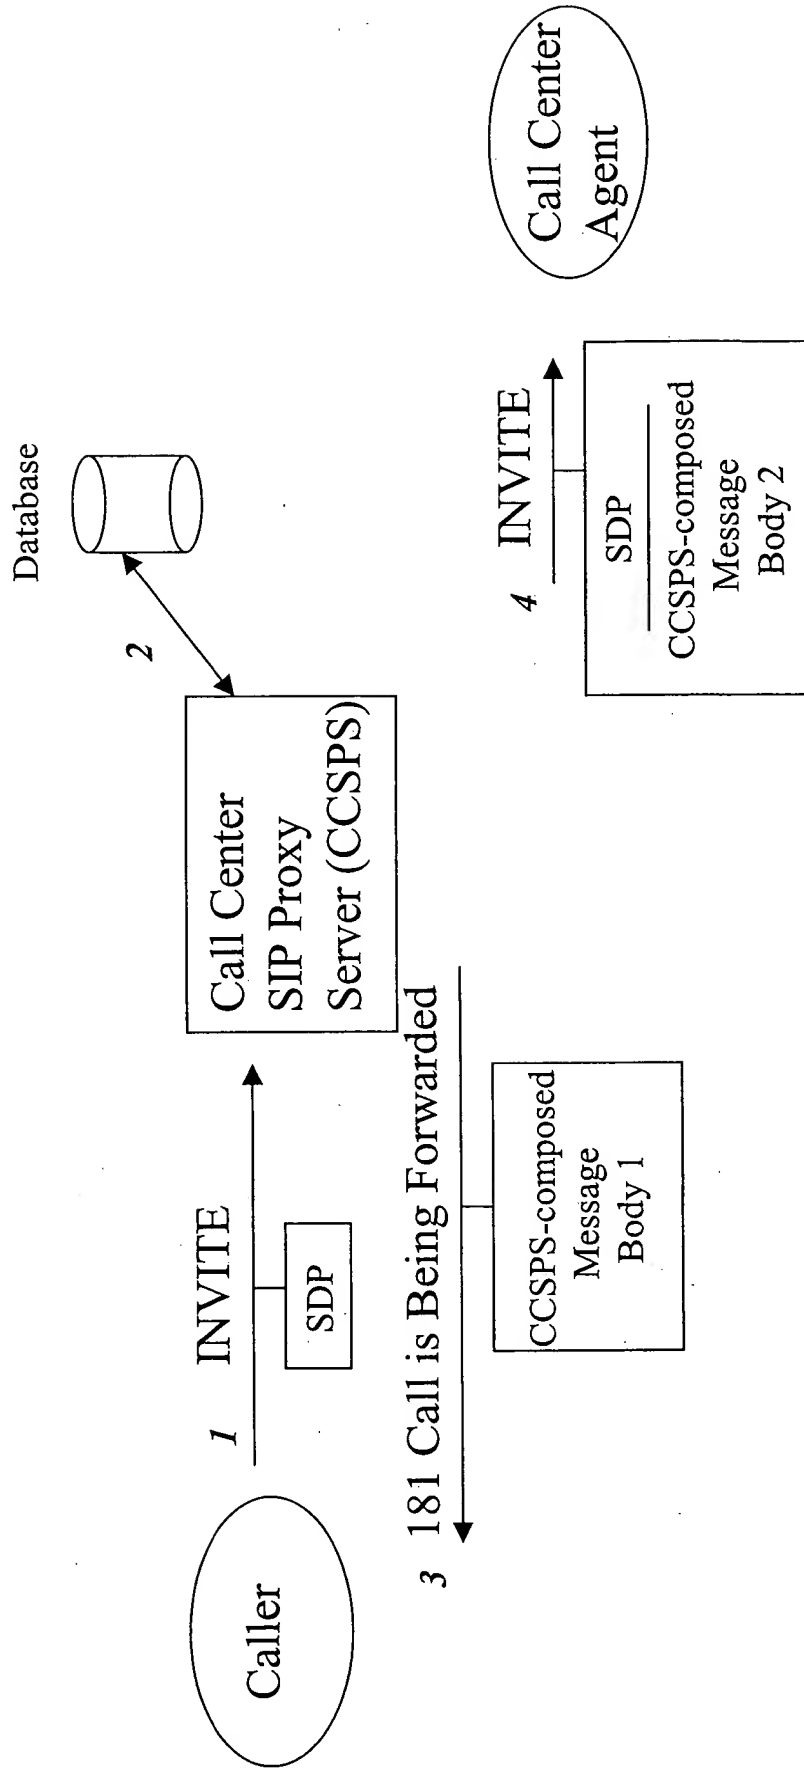 Database
2
Call Center
SIP Proxy
Server (CCSPS)
1 INVITE
SDP
Caller
181 Call is Being Forwarded
3
CCSPS-composed
Message
Body 1
4 INVITE
SDP
CCSPS-composed
Message
Body 2
Call Center
Agent